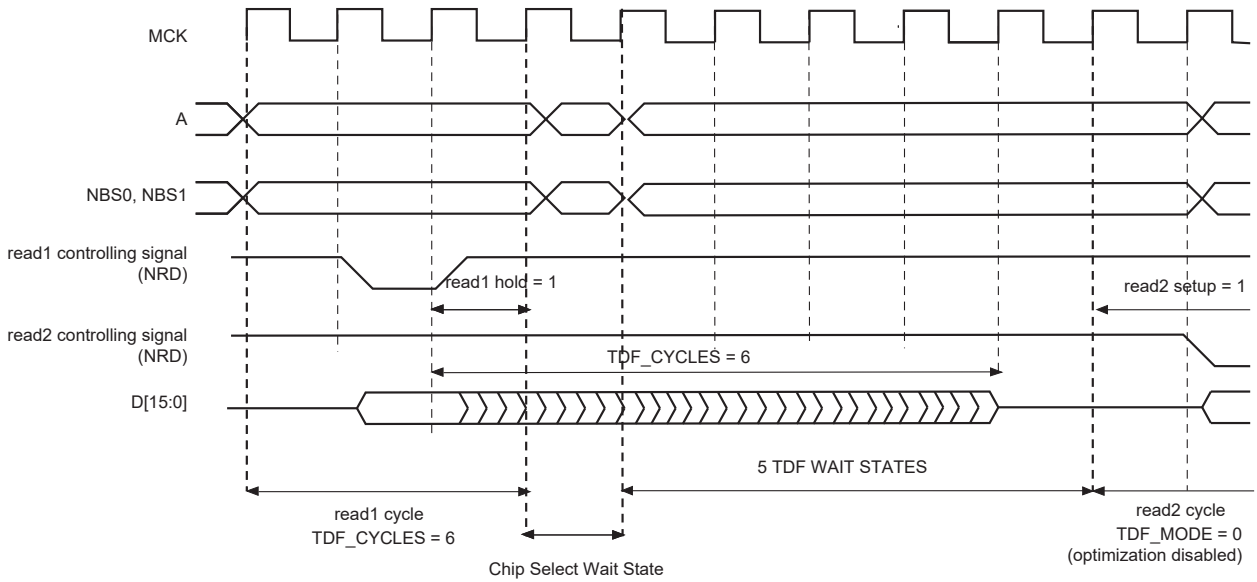 MCK
A
NBS0, NBS1
read1 controlling signal
(NRD)
read1 hold = 1
read2 setup = 1
read2 controlling signal
(NRD)
TDF_CYCLES = 6
D[15:0]
5 TDF WAIT STATES
read1 cycle
TDF_CYCLES = 6
read2 cycle
TDF_MODE = 0
(optimization disabled)
Chip Select Wait State